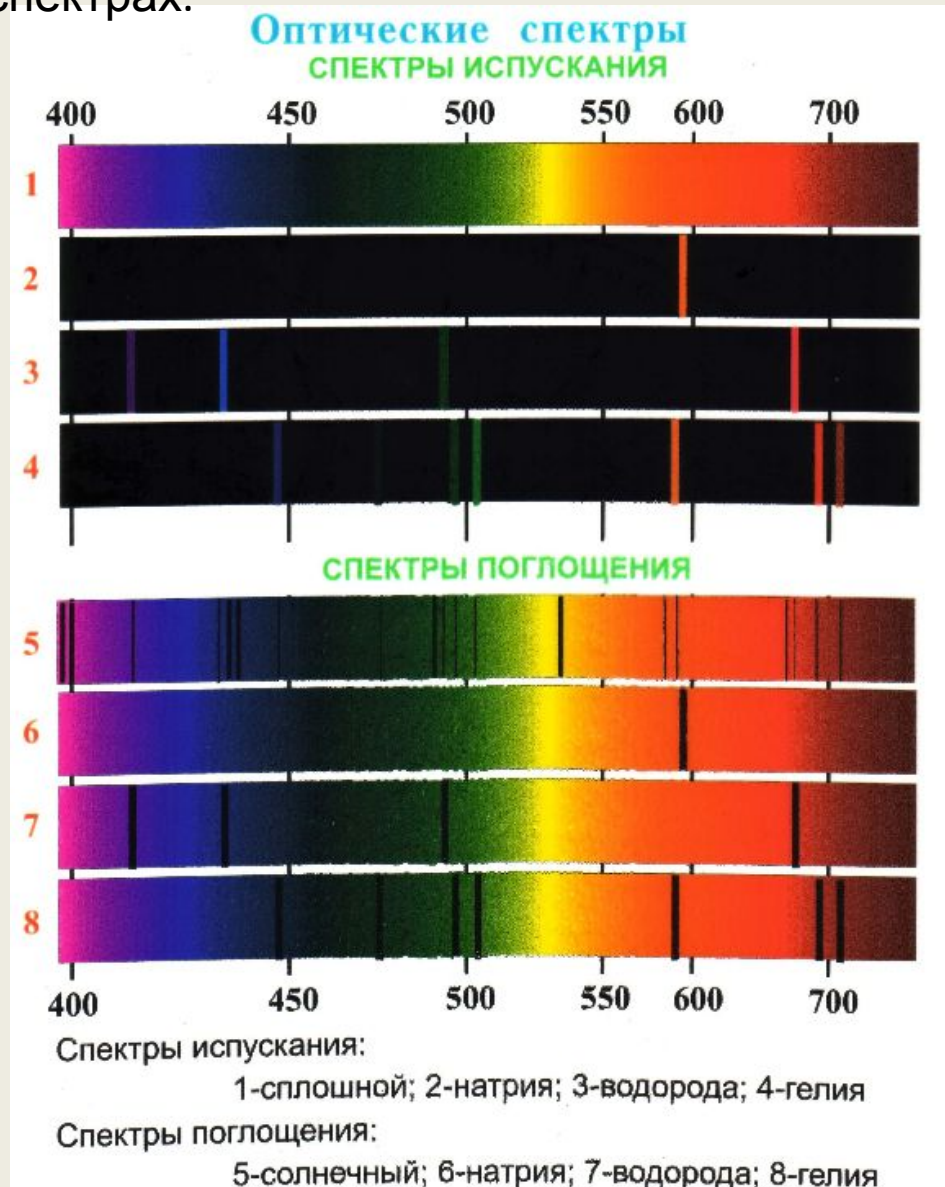 спектрах.
Оптические спектры
СПЕКТРЫ ИСПУСКАНИЯ
400 450 500 550 600 700
1
2
3
4
СПЕКТРЫ ПОГЛОЩЕНИЯ
5
6
7
8
400 450 500 550 600 700
Спектры испускания:
1-сплошной; 2-натрия; 3-водорода; 4-гелия
Спектры поглощения:
5-солнечный; 6-натрия; 7-водорода; 8-гелия